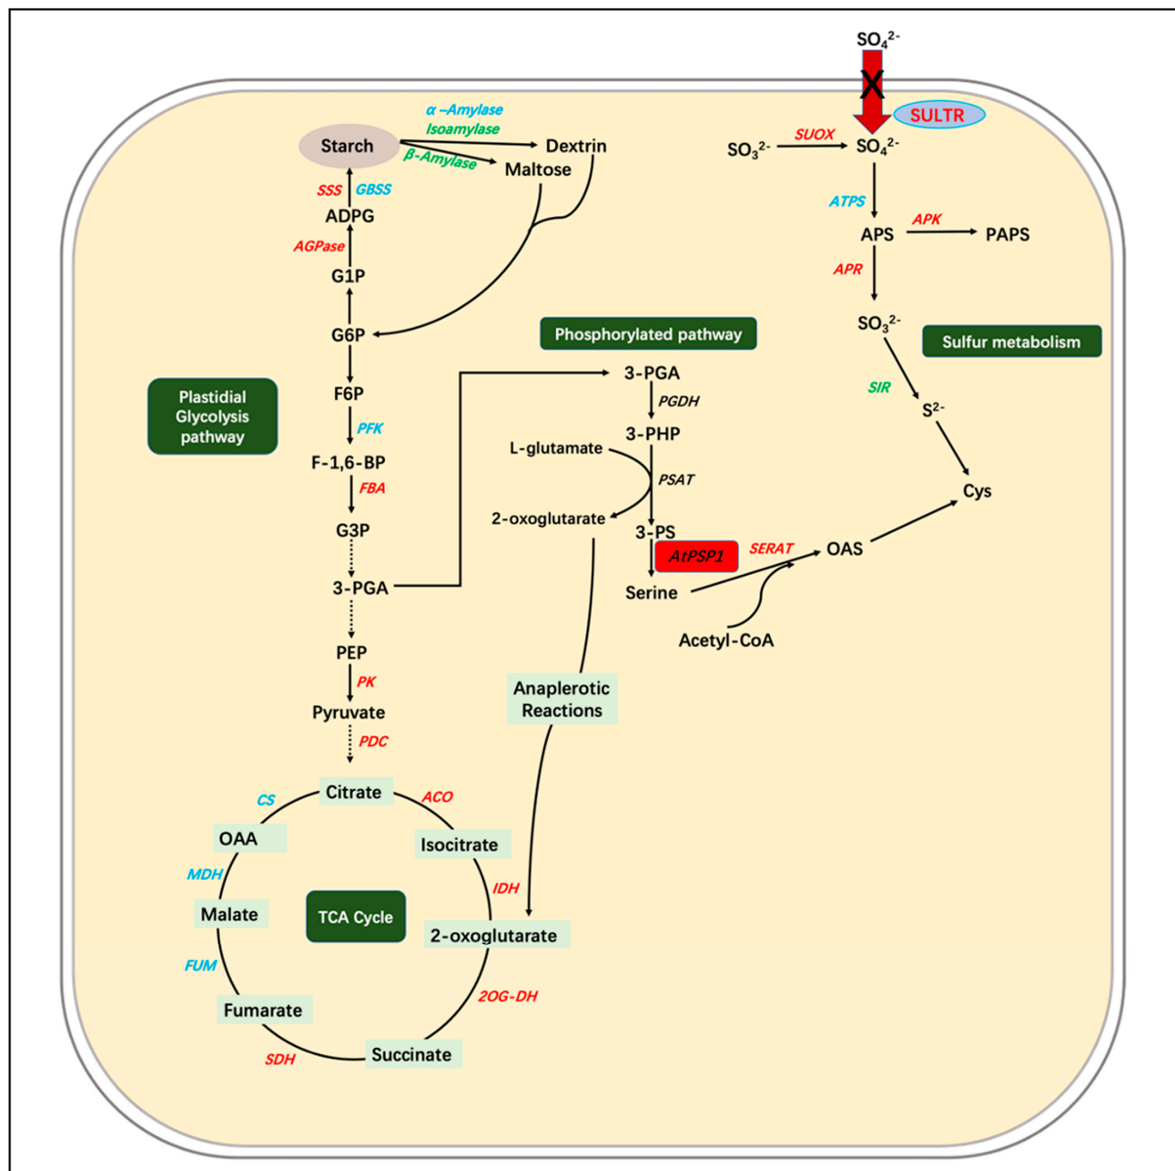 SO₄²⁻
SULTR
SO₃²⁻
SUOX
SO₄²⁻
ATPS
APS
APK
PAPS
APR
SO₃²⁻
Sulfur metabolism
SIR
S²⁻
Cys
α –Amylase
Isoamylase
β-Amylase
Starch
Dextrin
Maltose
SSS
GBSS
ADPG
AGPase
G1P
G6P
F6P
Plastidial
Glycolysis
pathway
PFK
F-1,6-BP
FBA
G3P
3-PGA
PEP
PK
Pyruvate
PDC
Phosphorylated pathway
3-PGA
PGDH
3-PHP
L-glutamate
PSAT
2-oxoglutarate
3-PS
AtPSP1
SERAT
OAS
Serine
Acetyl-CoA
Anaplerotic
Reactions
Citrate
CS
ACO
OAA
Isocitrate
MDH
IDH
Malate
TCA Cycle
2-oxoglutarate
FUM
2OG-DH
Fumarate
SDH
Succinate
X